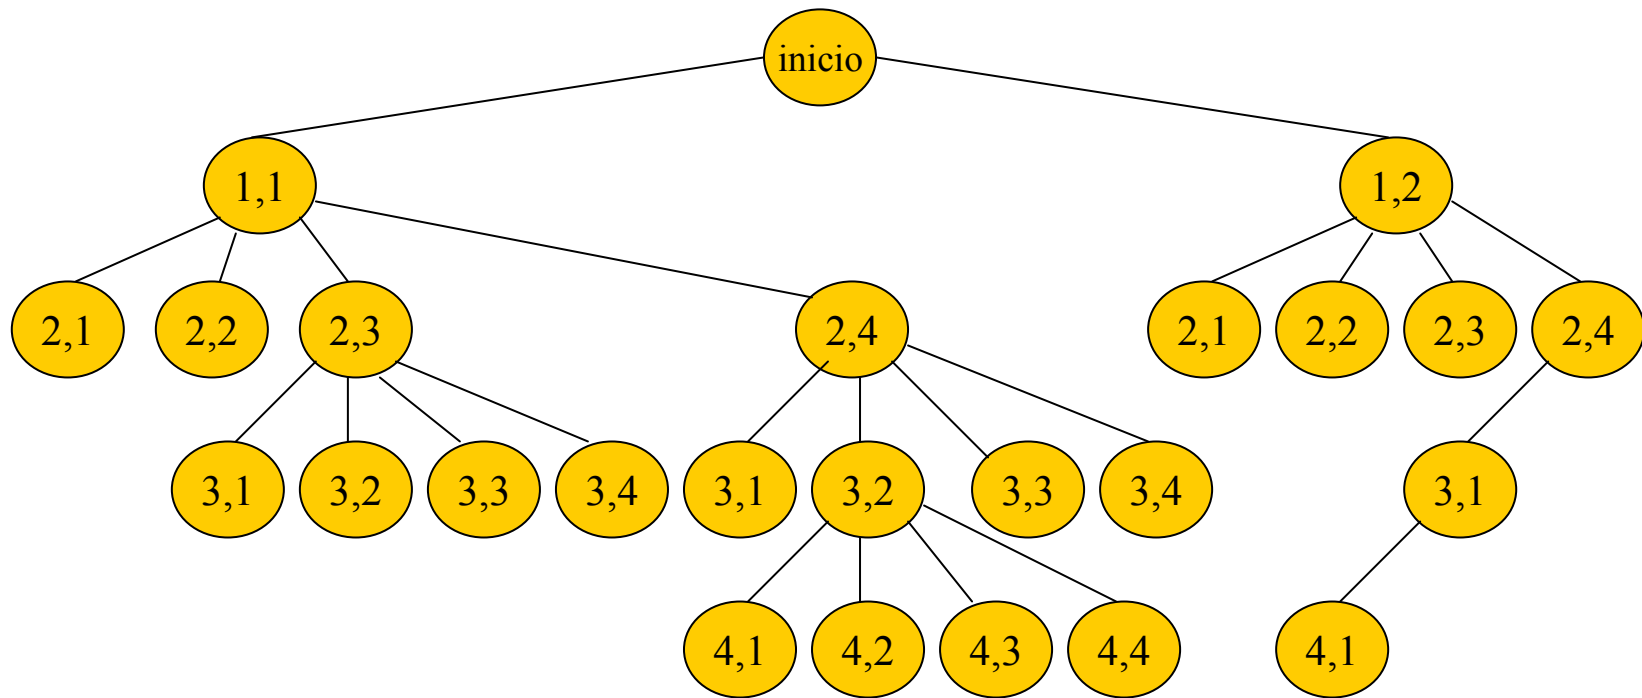 inicio
1,1 1,2
2,1 2,2 2,3 2,4 2,1 2,2 2,3 2,4
3,1 3,2 3,3 3,4 3,1 3,2 3,3 3,4 3,1
4,1 4,2 4,3 4,4 4,1